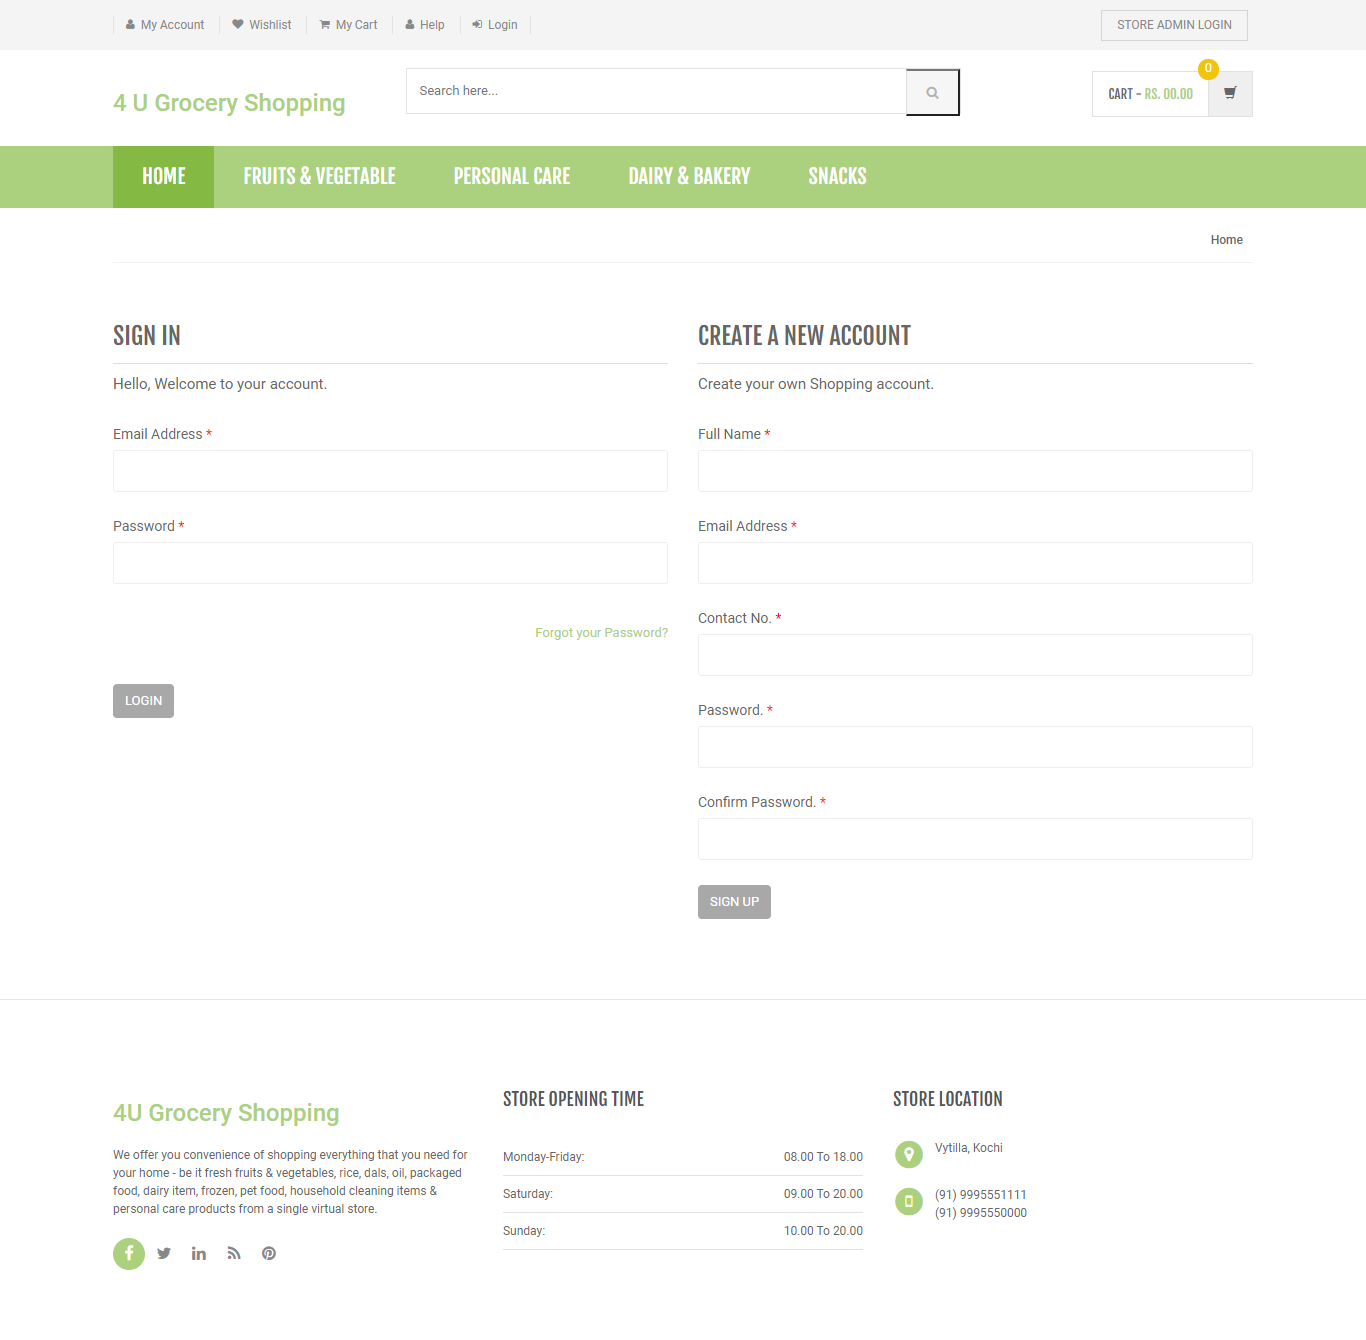 My Account
Wishlist
My Cart
Help
Login
STORE ADMIN LOGIN
4 U Grocery Shopping
Search here...
CART - RS. 00.00
0
HOME
FRUITS & VEGETABLE
PERSONAL CARE
DAIRY & BAKERY
SNACKS
Home
SIGN IN
Hello, Welcome to your account.
Email Address *
Password *
Forgot your Password?
LOGIN
CREATE A NEW ACCOUNT
Create your own Shopping account.
Full Name *
Email Address *
Contact No. *
Password. *
Confirm Password. *
SIGN UP
4U Grocery Shopping
We offer you convenience of shopping everything that you need for
your home - be it fresh fruits & vegetables, rice, dals, oil, packaged
food, dairy item, frozen, pet food, household cleaning items &
personal care products from a single virtual store.
STORE OPENING TIME
Monday-Friday: 08.00 To 18.00
Saturday: 09.00 To 20.00
Sunday: 10.00 To 20.00
STORE LOCATION
Vytilla, Kochi
(91) 9995551111
(91) 9995550000